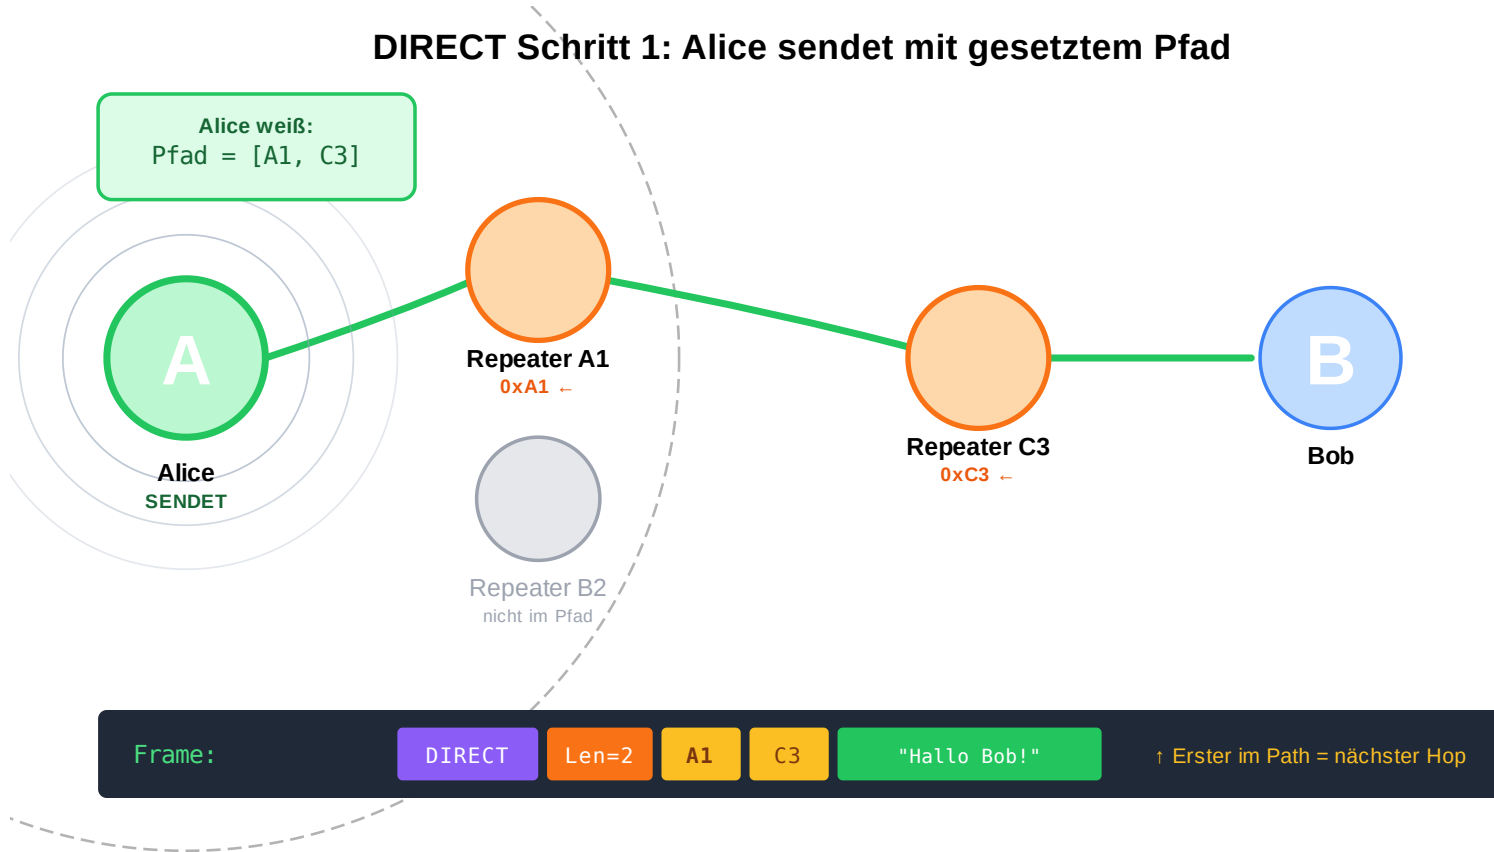 DIRECT Schritt 1: Alice sendet mit gesetztem Pfad
Alice weiß:
Pfad = [A1, C3]
A
Alice
SENDET
Repeater A1
0xA1 ←
Repeater B2
nicht im Pfad
Repeater C3
0xC3 ←
B
Bob
Frame: DIRECT Len=2 A1 C3 "Hallo Bob!" ↑ Erster im Path = nächster Hop